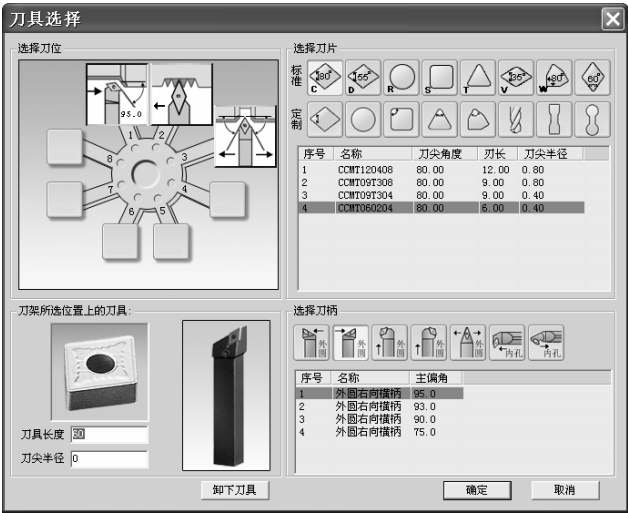 刀具选择
选择刀位
95.0
1 2 3 4 5 6 7 8
选择刀片
标准
80° C
55° D
R
S
T
35° V
80° W
60°
定制
序号 名称 刀尖角度 刃长 刀尖半径
1 CCMT120408 80.00 12.00 0.80
2 CCMT09T308 80.00 9.00 0.80
3 CCMT09T304 80.00 9.00 0.40
4 CCMT060204 80.00 6.00 0.40
刀架所选位置上的刀具:
刀具长度 60
刀尖半径 0
卸下刀具
选择刀柄
外圆
外圆
外圆
外圆
外圆
内孔
内孔
序号 名称 主偏角
1 外圆右向横柄 95.0
2 外圆右向横柄 93.0
3 外圆右向横柄 90.0
4 外圆右向横柄 75.0
确定
取消